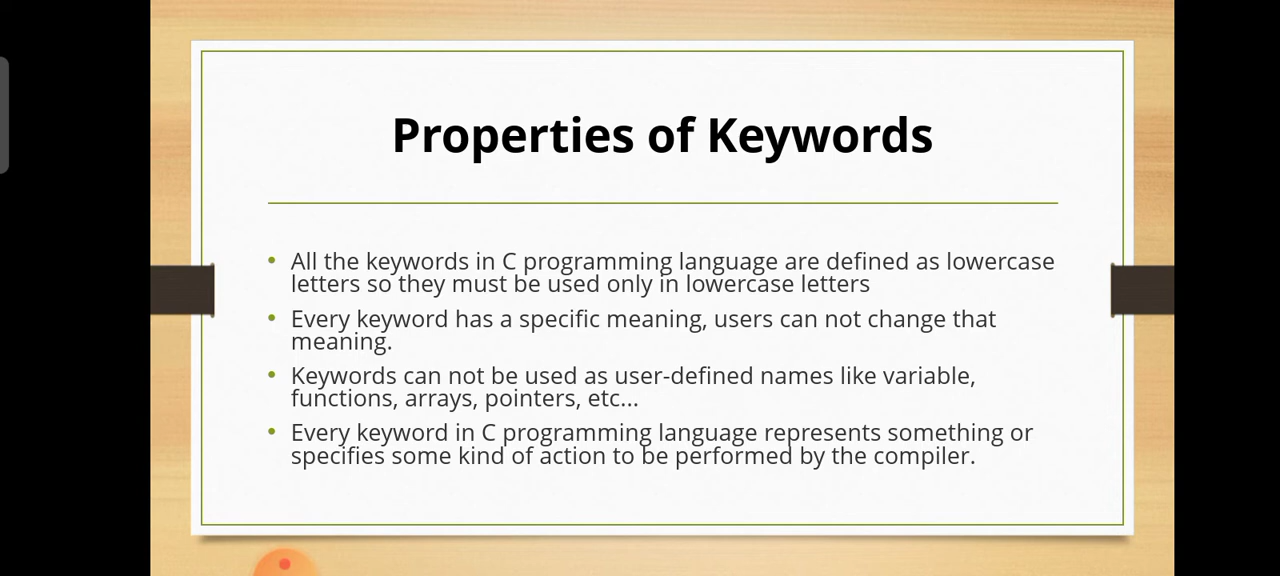 Properties of Keywords
• All the keywords in C programming language are defined as lowercase
letters so they must be used only in lowercase letters
• Every keyword has a specific meaning, users can not change that
meaning.
• Keywords can not be used as user-defined names like variable,
functions, arrays, pointers, etc...
• Every keyword in C programming language represents something or
specifies some kind of action to be performed by the compiler.